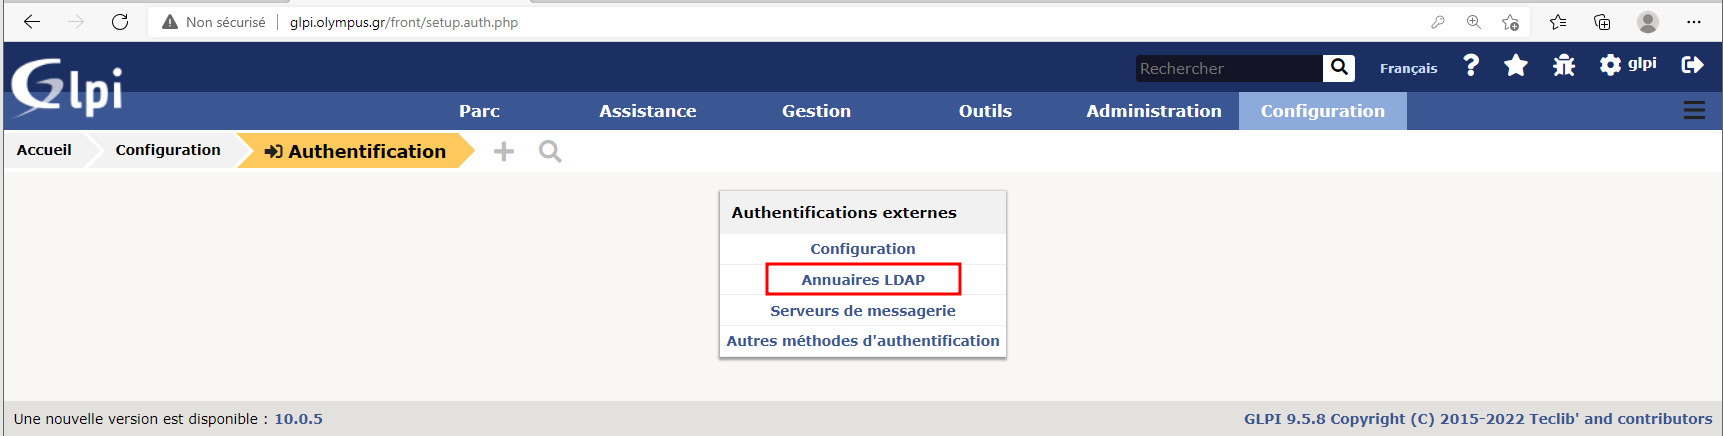 Non sécurisé | glpi.olympus.gr/front/setup.auth.php
Glpi
Rechercher
Français
? glpi
Parc Assistance Gestion Outils Administration Configuration
Accueil Configuration Authentification
Authentifications externes
Configuration
Annuaires LDAP
Serveurs de messagerie
Autres méthodes d'authentification
Une nouvelle version est disponible : 10.0.5
GLPI 9.5.8 Copyright (C) 2015-2022 Teclib' and contributors